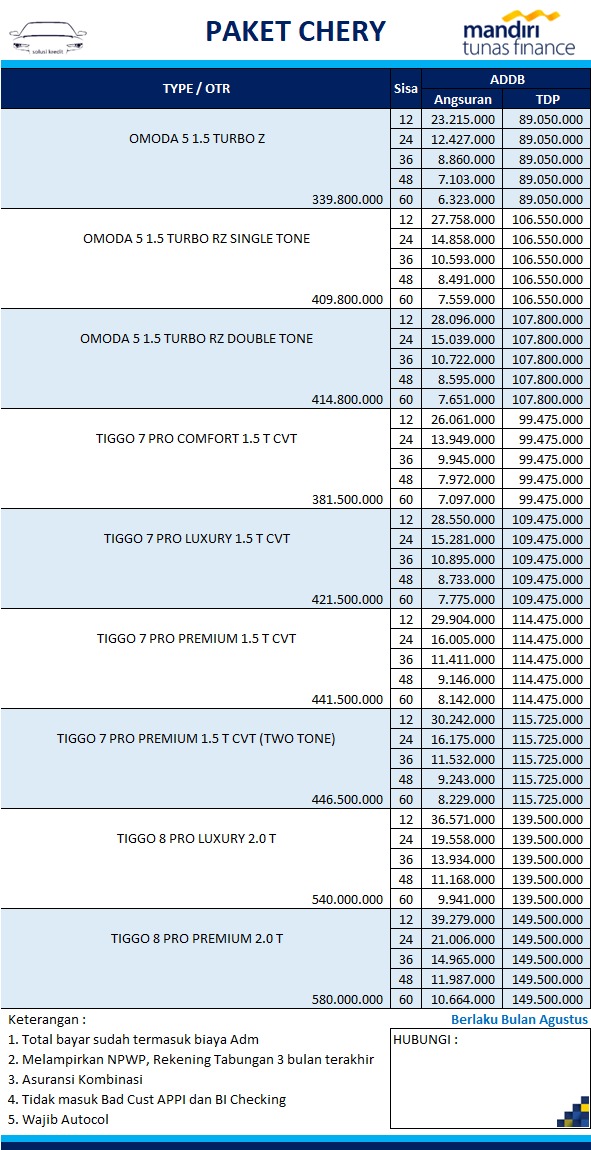 solusi kredit
PAKET CHERY
mandiri
tunas finance
TYPE / OTR Sisa ADDB
Angsuran TDP
OMODA 5 1.5 TURBO Z
12 23.215.000 89.050.000
24 12.427.000 89.050.000
36 8.860.000 89.050.000
48 7.103.000 89.050.000
339.800.000 60 6.323.000 89.050.000
OMODA 5 1.5 TURBO RZ SINGLE TONE
12 27.758.000 106.550.000
24 14.858.000 106.550.000
36 10.593.000 106.550.000
48 8.491.000 106.550.000
409.800.000 60 7.559.000 106.550.000
OMODA 5 1.5 TURBO RZ DOUBLE TONE
12 28.096.000 107.800.000
24 15.039.000 107.800.000
36 10.722.000 107.800.000
48 8.595.000 107.800.000
414.800.000 60 7.651.000 107.800.000
TIGGO 7 PRO COMFORT 1.5 T CVT
12 26.061.000 99.475.000
24 13.949.000 99.475.000
36 9.945.000 99.475.000
48 7.972.000 99.475.000
381.500.000 60 7.097.000 99.475.000
TIGGO 7 PRO LUXURY 1.5 T CVT
12 28.550.000 109.475.000
24 15.281.000 109.475.000
36 10.895.000 109.475.000
48 8.733.000 109.475.000
421.500.000 60 7.775.000 109.475.000
TIGGO 7 PRO PREMIUM 1.5 T CVT
12 29.904.000 114.475.000
24 16.005.000 114.475.000
36 11.411.000 114.475.000
48 9.146.000 114.475.000
441.500.000 60 8.142.000 114.475.000
TIGGO 7 PRO PREMIUM 1.5 T CVT (TWO TONE)
12 30.242.000 115.725.000
24 16.175.000 115.725.000
36 11.532.000 115.725.000
48 9.243.000 115.725.000
446.500.000 60 8.229.000 115.725.000
TIGGO 8 PRO LUXURY 2.0 T
12 36.571.000 139.500.000
24 19.558.000 139.500.000
36 13.934.000 139.500.000
48 11.168.000 139.500.000
540.000.000 60 9.941.000 139.500.000
TIGGO 8 PRO PREMIUM 2.0 T
12 39.279.000 149.500.000
24 21.006.000 149.500.000
36 14.965.000 149.500.000
48 11.987.000 149.500.000
580.000.000 60 10.664.000 149.500.000
Keterangan : Berlaku Bulan Agustus
1. Total bayar sudah termasuk biaya Adm
2. Melampirkan NPWP, Rekening Tabungan 3 bulan terakhir
3. Asuransi Kombinasi
4. Tidak masuk Bad Cust APPI dan BI Checking
5. Wajib Autocol
HUBUNGI :